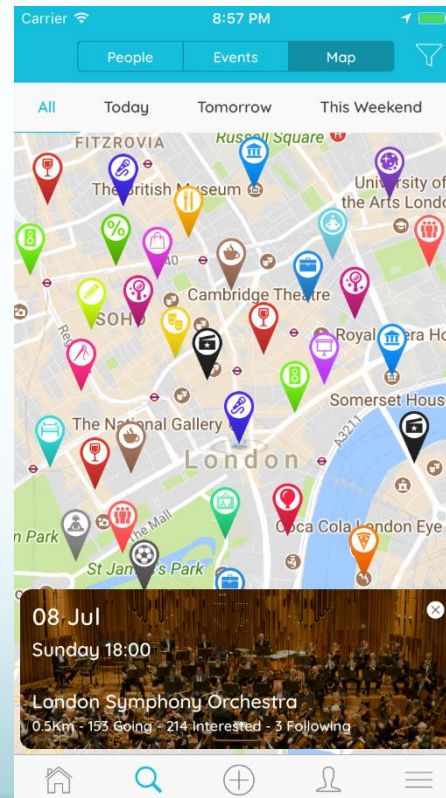 Carrier 8:57 PM
People Events Map
All Today Tomorrow This Weekend
FITZROVIA
Russell Square
The British Museum
University of
the Arts London
%
40
Cambridge Theatre
SOHO
Royal Opera Ho
Somerset Hous
The National Gallery
A3211
London
The Mall
Coca Cola London Eye
n Park
St James's Park
08 Jul
Sunday 18:00
London Symphony Orchestra
0.5Km - 153 Going - 214 Interested - 3 Following